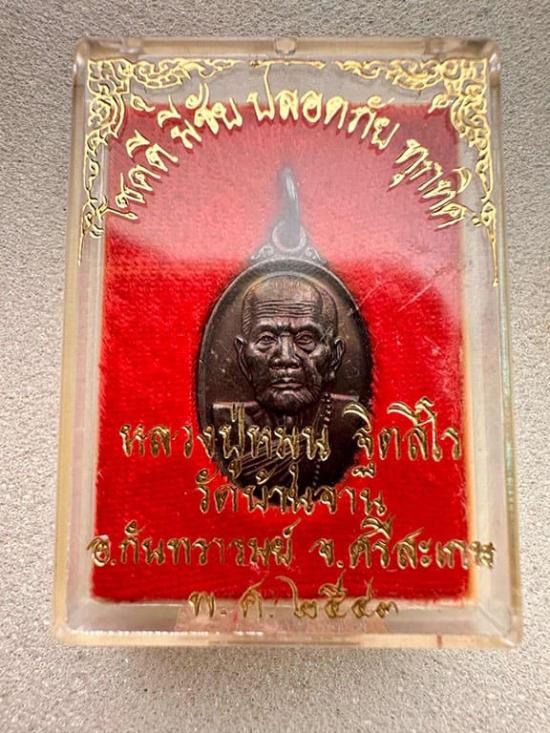 โชคดี มีชัย ปลอดภัย ทุกทิศ
หลวงปู่หมุน ฐิตสีโร
วัดบ้านจาน
อ.กันทรารมย์ จ.ศรีสะเกษ
พ.ศ.๒๕๔๓